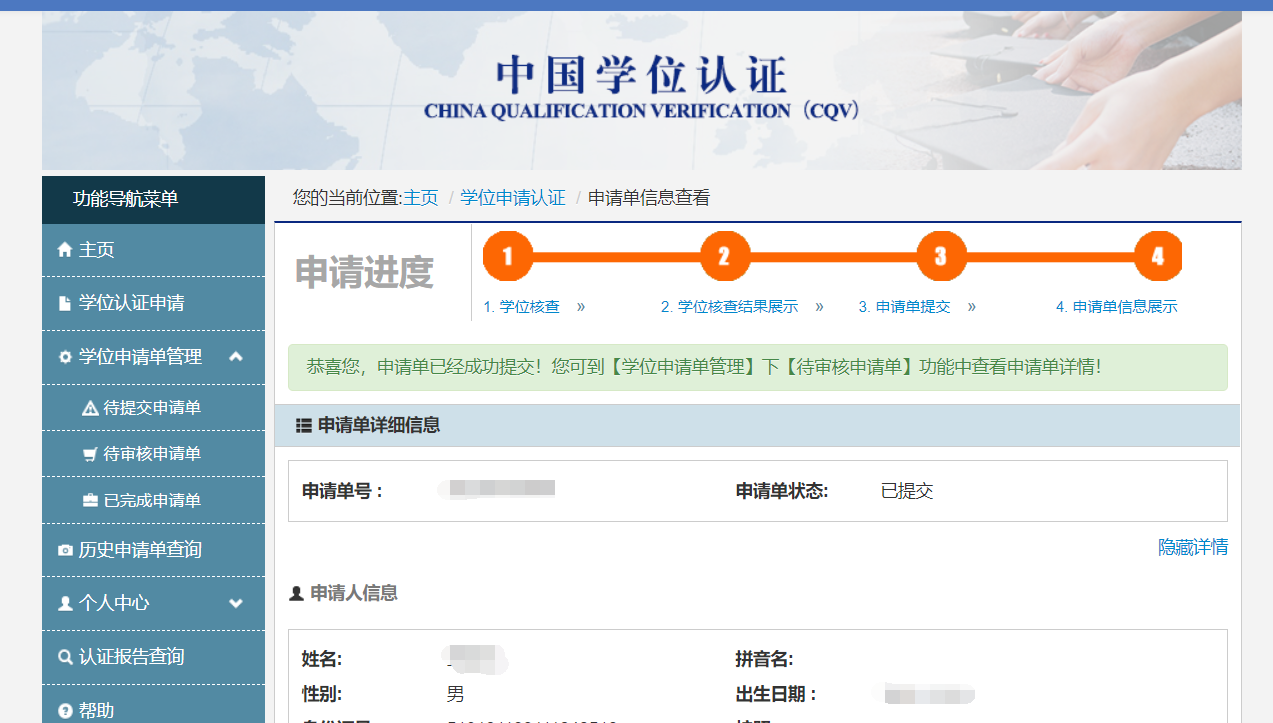 中国学位认证
CHINA QUALIFICATION VERIFICATION（CQV）
功能导航菜单
主页
学位认证申请
学位申请单管理
待提交申请单
待审核申请单
已完成申请单
历史申请单查询
个人中心
认证报告查询
帮助
您的当前位置:主页 / 学位申请认证 / 申请单信息查看
申请进度
1 2 3 4
1. 学位核查 » 2. 学位核查结果展示 » 3. 申请单提交 » 4. 申请单信息展示
恭喜您，申请单已经成功提交！您可到【学位申请单管理】下【待审核申请单】功能中查看申请单详情！
申请单详细信息
申请单号： 申请单状态: 已提交
隐藏详情
申请人信息
姓名: 拼音名:
性别: 男 出生日期：